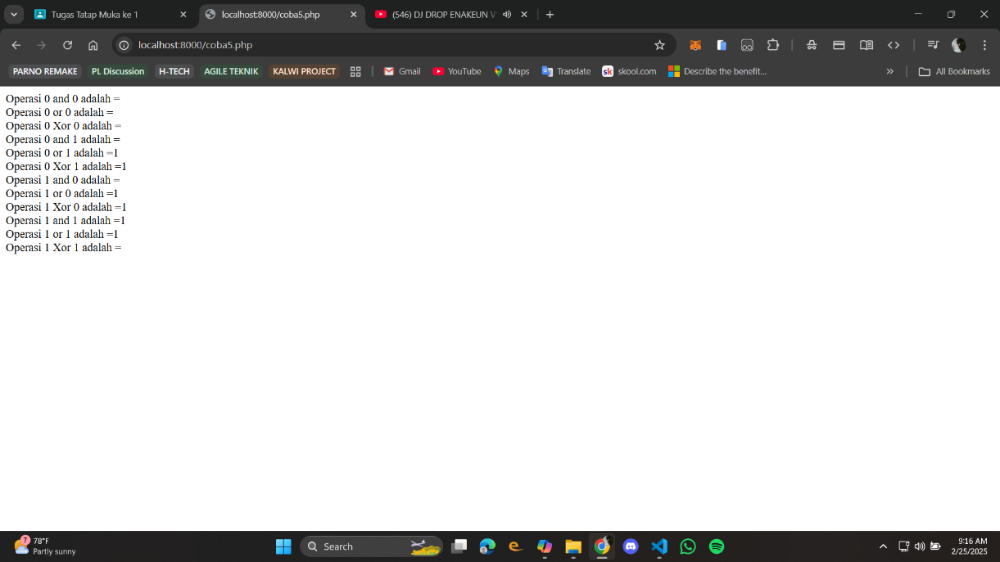 Tugas Tatap Muka ke 1
localhost:8000/coba5.php
(546) DJ DROP ENAKEUN V
localhost:8000/coba5.php
PARNO REMAKE PL Discussion H-TECH AGILE TEKNIK KALWI PROJECT Gmail YouTube Maps Translate sk skool.com Describe the benefit... All Bookmarks
Operasi 0 and 0 adalah =
Operasi 0 or 0 adalah =
Operasi 0 Xor 0 adalah =
Operasi 0 and 1 adalah =
Operasi 0 or 1 adalah =1
Operasi 0 Xor 1 adalah =1
Operasi 1 and 0 adalah =
Operasi 1 or 0 adalah =1
Operasi 1 Xor 0 adalah =1
Operasi 1 and 1 adalah =1
Operasi 1 or 1 adalah =1
Operasi 1 Xor 1 adalah =
7
78°F
Partly sunny
Search
9:16 AM
2/25/2025